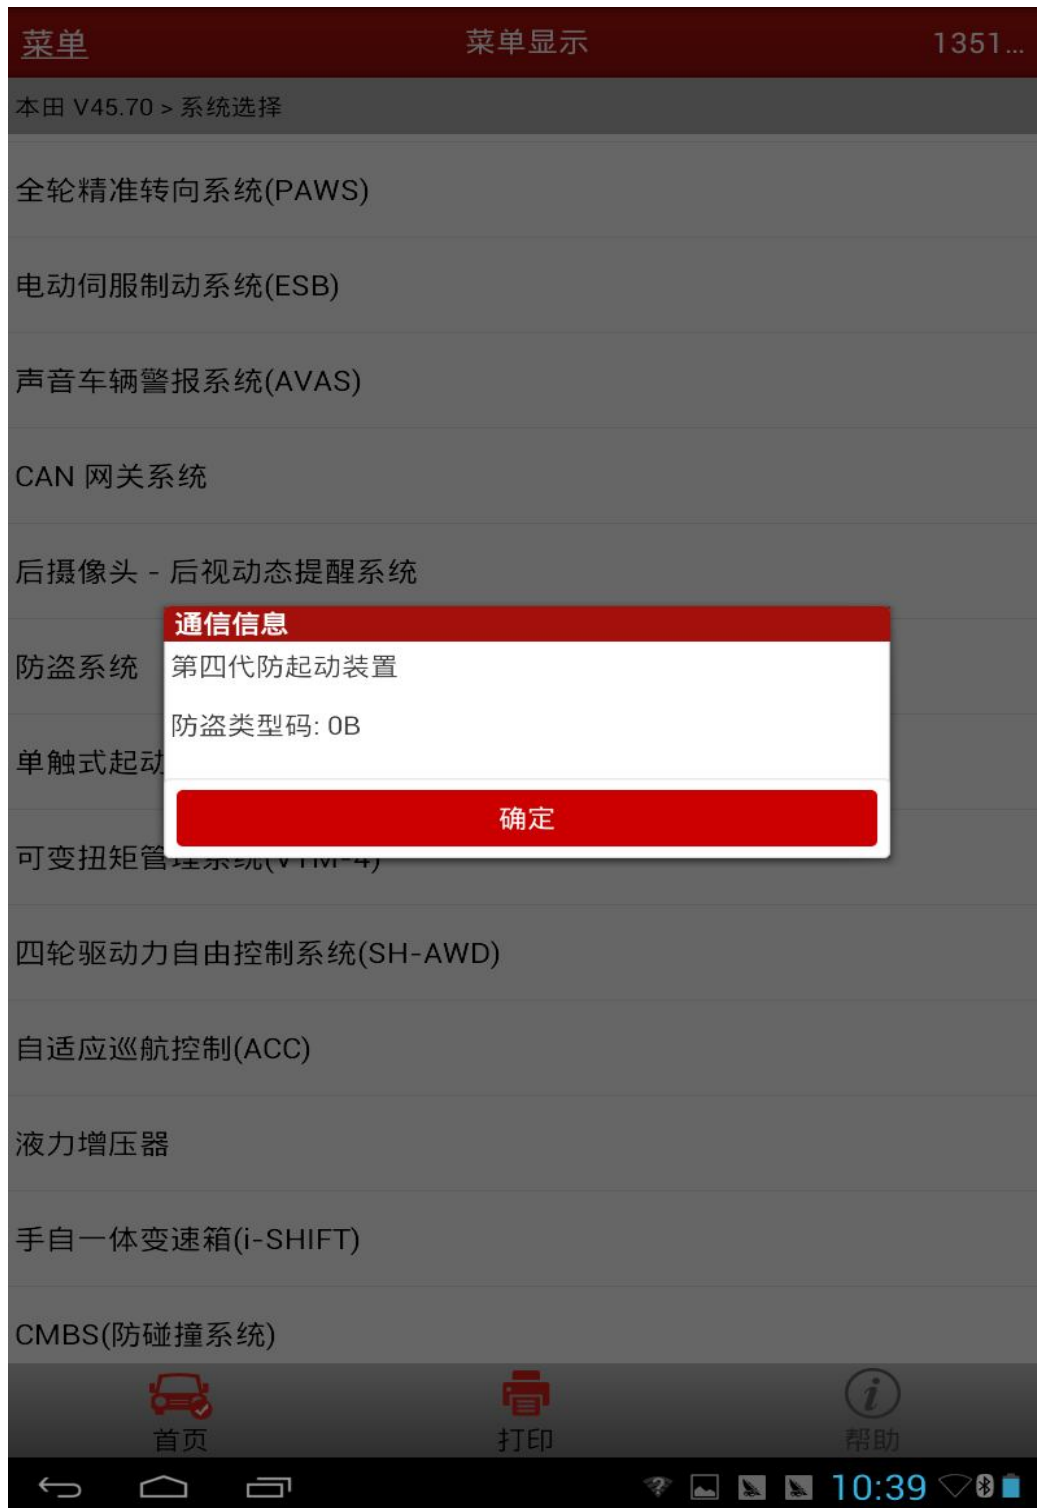 菜单
菜单显示
1351...
本田 V45.70 > 系统选择
全轮精准转向系统(PAWS)
电动伺服制动系统(ESB)
声音车辆警报系统(AVAS)
CAN 网关系统
后摄像头 - 后视动态提醒系统
通信信息
防盗系统
第四代防起动装置
防盗类型码: 0B
单触式起动
确定
可变扭矩管理系统(VTM-4)
四轮驱动力自由控制系统(SH-AWD)
自适应巡航控制(ACC)
液力增压器
手自一体变速箱(i-SHIFT)
CMBS(防碰撞系统)
首页
打印
帮助
10:39